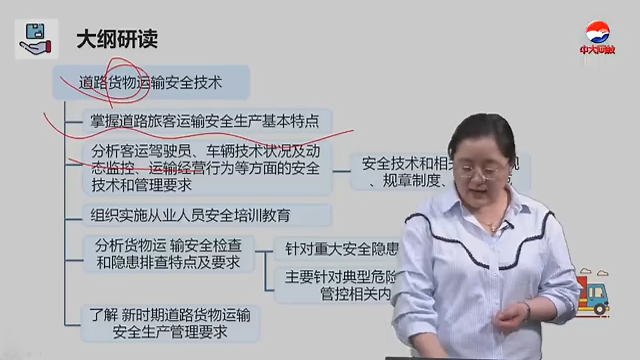 大纲研读
中大网校
道路货物运输安全技术
掌握道路旅客运输安全生产基本特点
分析客运驾驶员、车辆技术状况及动
态监控、运输经营行为等方面的安全
技术和管理要求
安全技术和相
、规章制度、
组织实施从业人员安全培训教育
分析货物运 输安全检查
和隐患排查特点及要求
针对重大安全隐患
主要针对典型危险
管控相关内
了解 新时期道路货物运输
安全生产管理要求